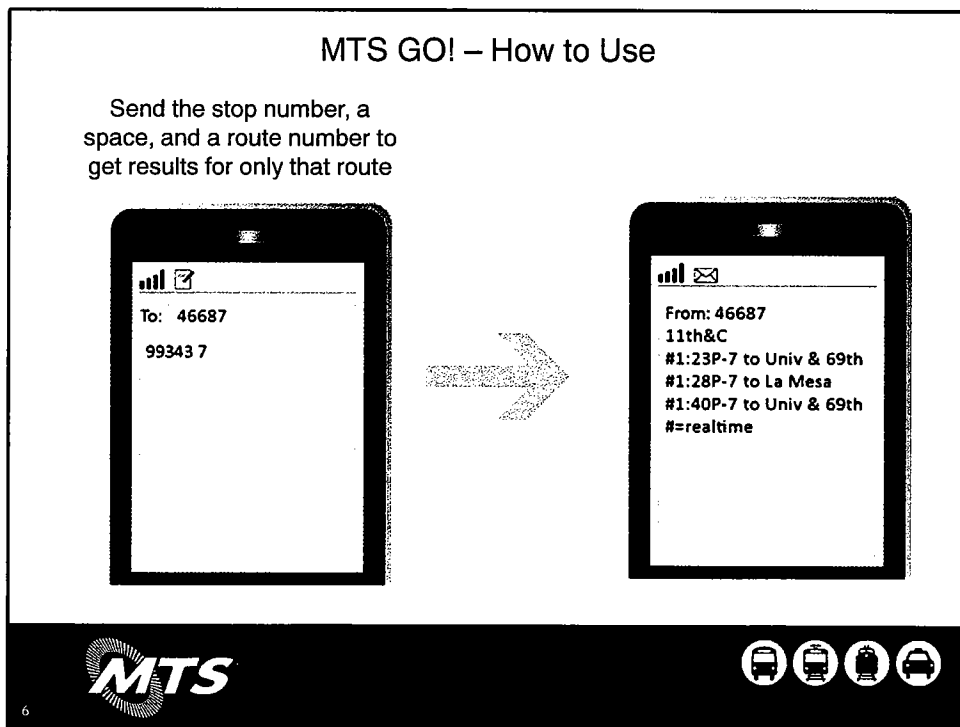 MTS GO! – How to Use
Send the stop number, a
space, and a route number to
get results for only that route
To: 46687
99343 7
From: 46687
11th&C
#1:23P-7 to Univ & 69th
#1:28P-7 to La Mesa
#1:40P-7 to Univ & 69th
#=realtime
MTS
6